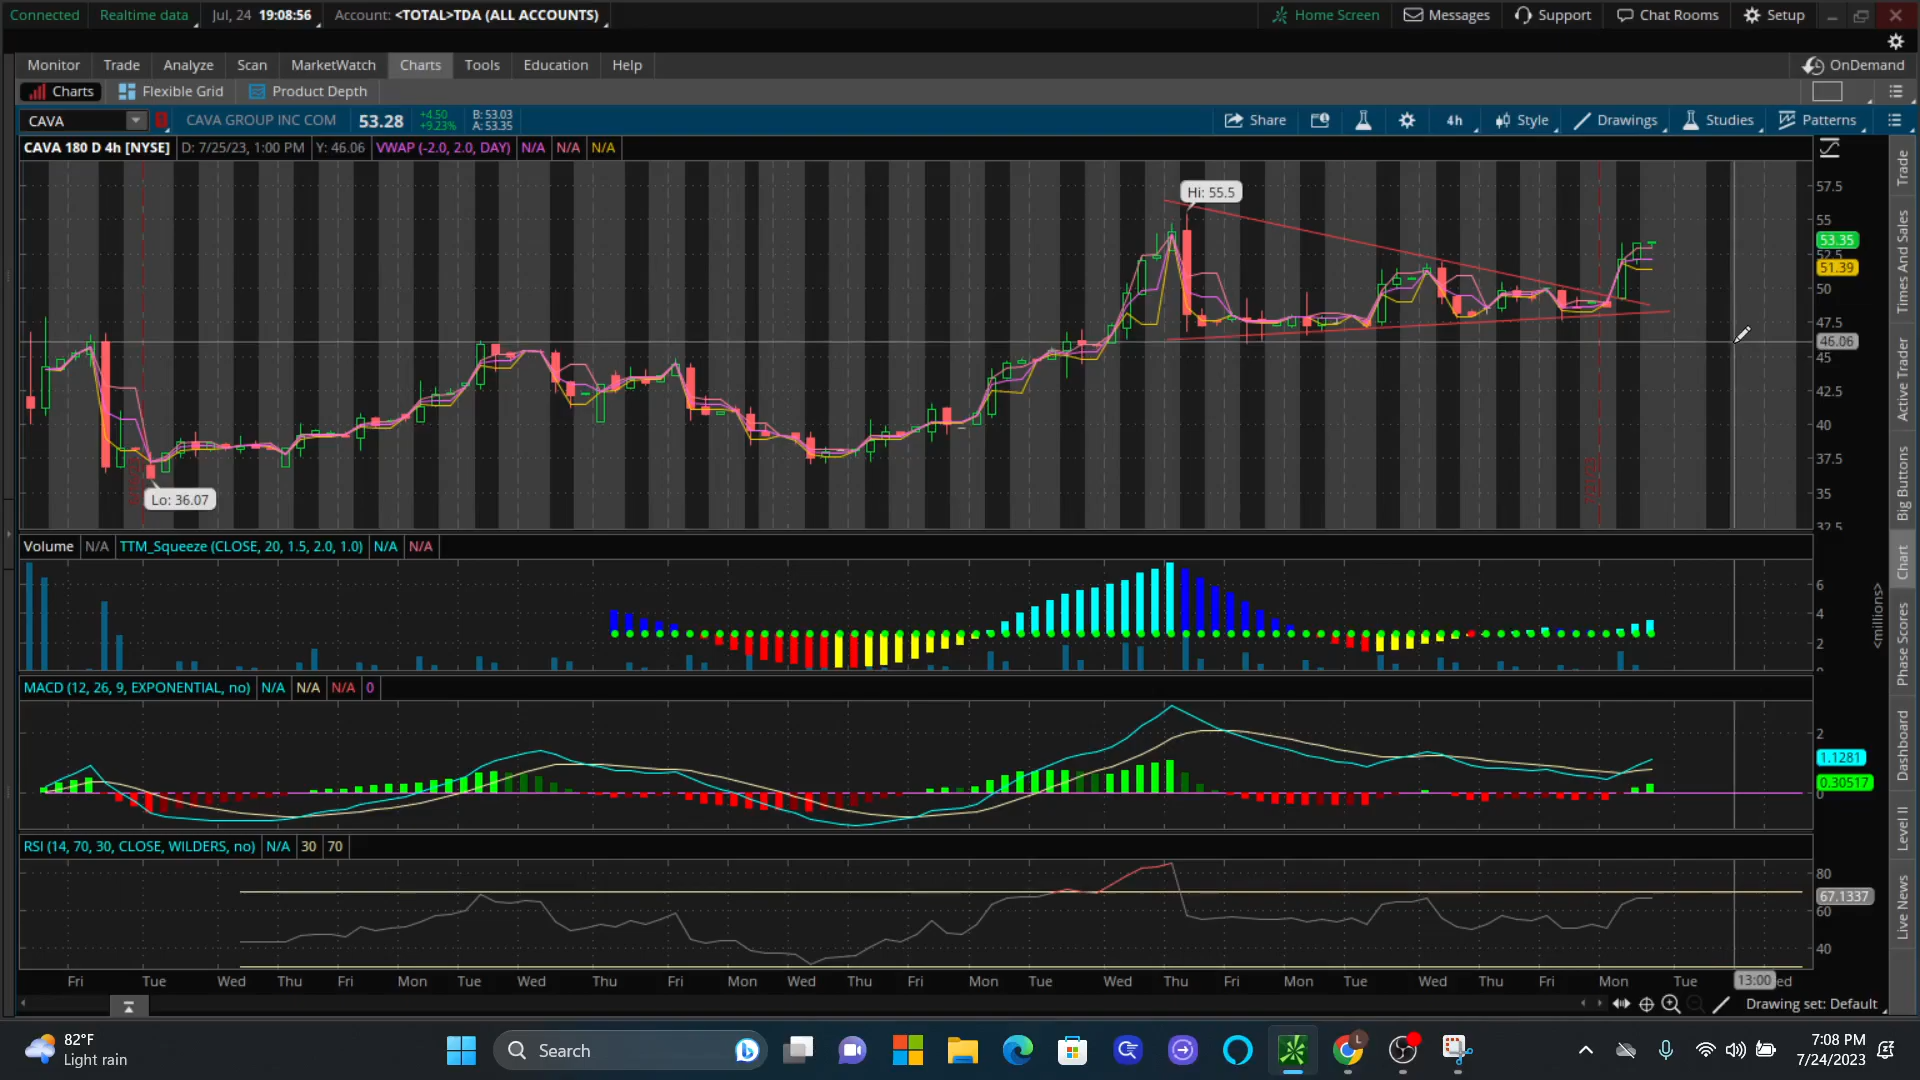 Connected Realtime data Jul, 24 19:08:56 Account: <TOTAL>TDA (ALL ACCOUNTS) Home Screen Messages Support Chat Rooms Setup
Monitor Trade Analyze Scan MarketWatch Charts Tools Education Help OnDemand
Charts Flexible Grid Product Depth
CAVA CAVA GROUP INC COM 53.28 +4.50 +9.23% B: 53.03 A: 53.35 Share 4h Style Drawings Studies Patterns
CAVA 180 D 4h [NYSE] D: 7/25/23, 1:00 PM Y: 46.06 VWAP (-2.0, 2.0, DAY) N/A N/A N/A
Hi: 55.5
Lo: 36.07
57.5
55
53.35
52.5
51.39
50
47.5
46.06
45
42.5
40
37.5
35
32.5
Volume N/A TTM_Squeeze (CLOSE, 20, 1.5, 2.0, 1.0) N/A N/A
6
4
2
<millions>
MACD (12, 26, 9, EXPONENTIAL, no) N/A N/A N/A 0
2
1.1281
0.30517
0
RSI (14, 70, 30, CLOSE, WILDERS, no) N/A 30 70
80
67.1337
60
40
Fri Tue Wed Thu Fri Mon Tue Wed Thu Fri Mon Wed Thu Fri Mon Wed Thu Fri Mon Tue Wed Thu Fri Mon Tue 13:00 ed
Drawing set: Default
Trade
Times And Sales
Active Trader
Big Buttons
Chart
Phase Scores
Dashboard
Level II
Live News
82°F
Light rain
Search
7:08 PM
7/24/2023